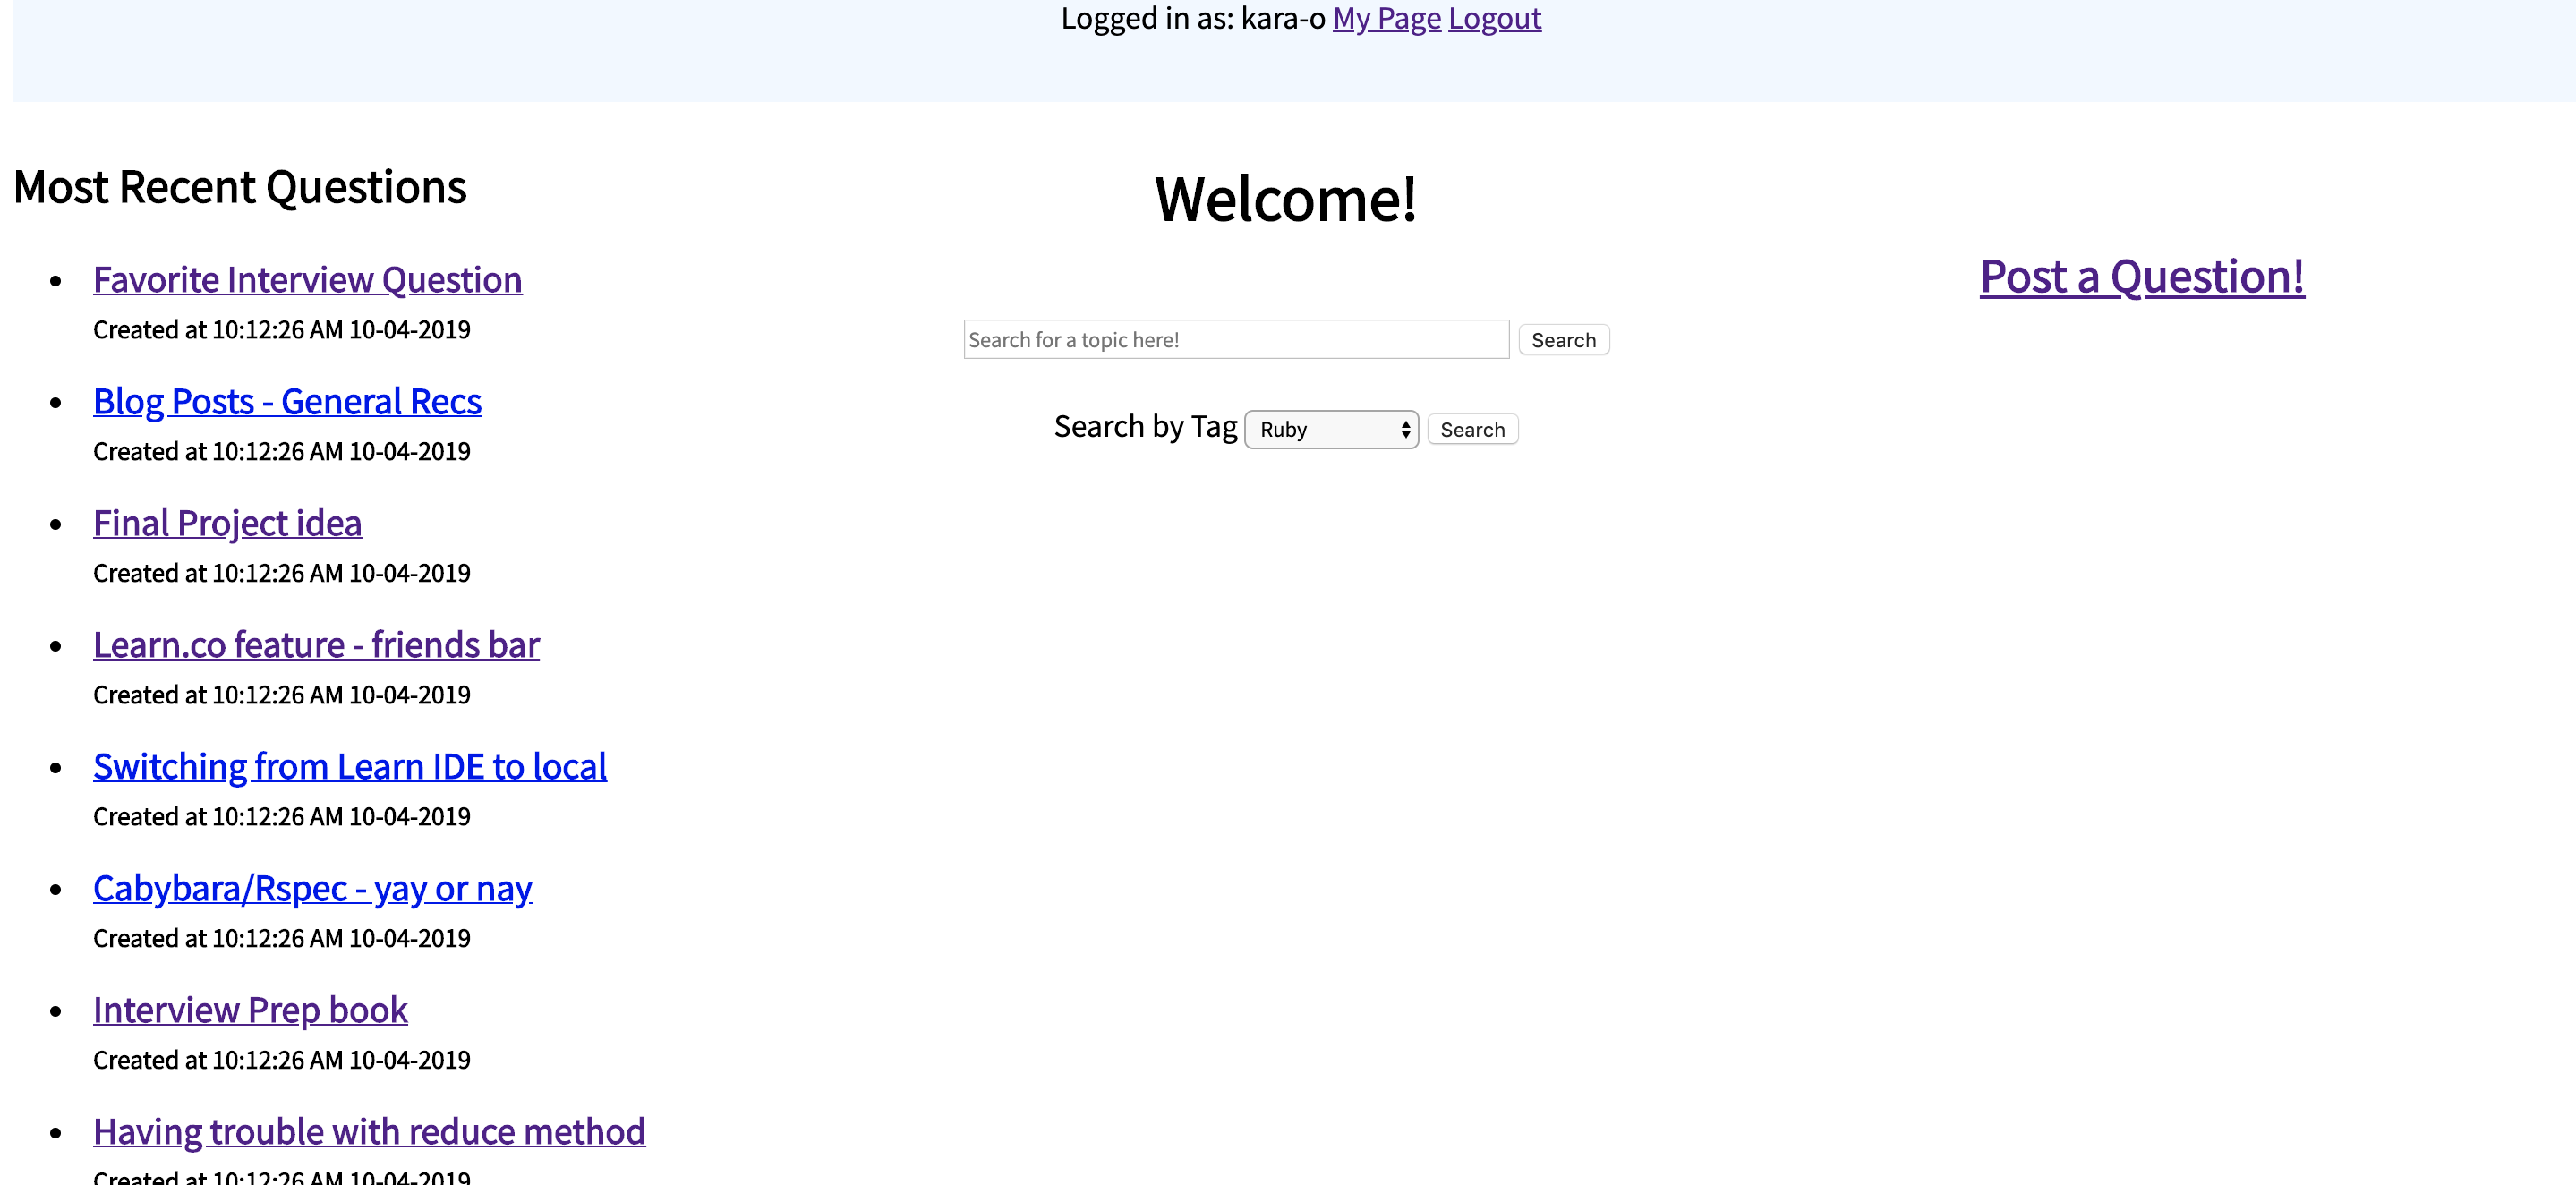 Logged in as: kara-o My Page Logout
Most Recent Questions
Favorite Interview Question
Created at 10:12:26 AM 10-04-2019
Blog Posts - General Recs
Created at 10:12:26 AM 10-04-2019
Final Project idea
Created at 10:12:26 AM 10-04-2019
Learn.co feature - friends bar
Created at 10:12:26 AM 10-04-2019
Switching from Learn IDE to local
Created at 10:12:26 AM 10-04-2019
Cabybara/Rspec - yay or nay
Created at 10:12:26 AM 10-04-2019
Interview Prep book
Created at 10:12:26 AM 10-04-2019
Having trouble with reduce method
Created at 10:12:26 AM 10-04-2019
Welcome!
Search for a topic here! Search
Search by Tag Ruby Search
Post a Question!